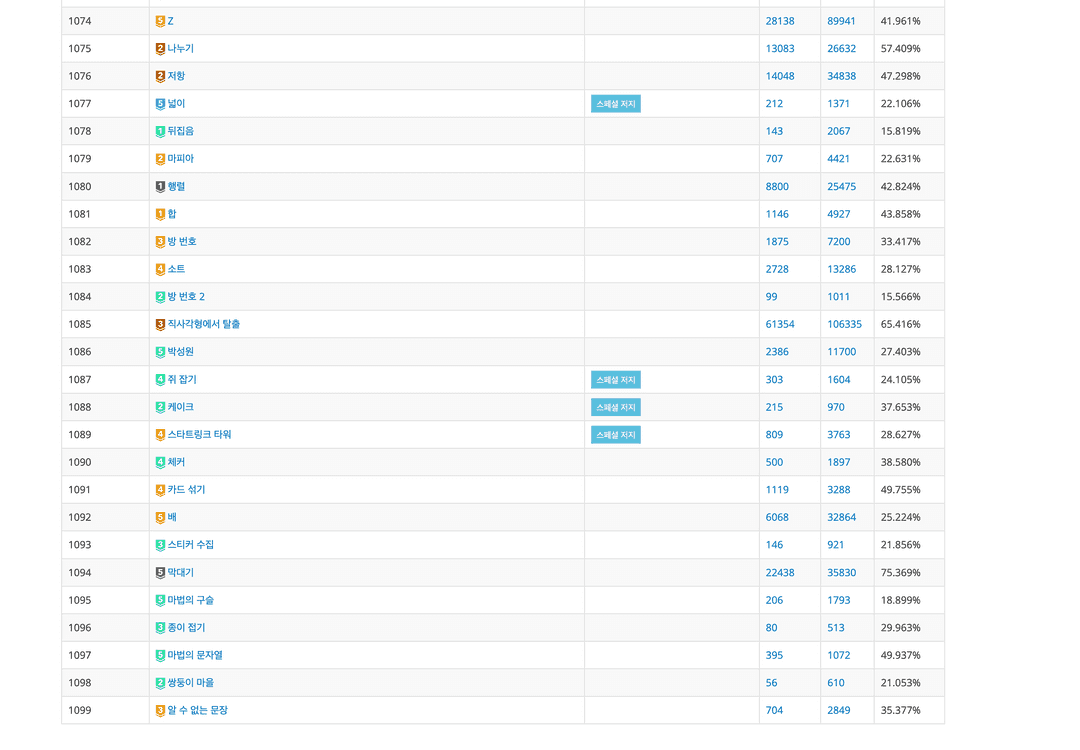 1074 5 Z 28138 89941 41.961%
1075 2 나누기 13083 26632 57.409%
1076 2 저항 14048 34838 47.298%
1077 5 넓이 스페셜 저지 212 1371 22.106%
1078 1 뒤집음 143 2067 15.819%
1079 2 마피아 707 4421 22.631%
1080 1 행렬 8800 25475 42.824%
1081 1 합 1146 4927 43.858%
1082 3 방 번호 1875 7200 33.417%
1083 4 소트 2728 13286 28.127%
1084 2 방 번호 2 99 1011 15.566%
1085 3 직사각형에서 탈출 61354 106335 65.416%
1086 5 박성원 2386 11700 27.403%
1087 4 쥐 잡기 스페셜 저지 303 1604 24.105%
1088 2 케이크 스페셜 저지 215 970 37.653%
1089 4 스타트링크 타워 스페셜 저지 809 3763 28.627%
1090 4 체커 500 1897 38.580%
1091 4 카드 섞기 1119 3288 49.755%
1092 5 배 6068 32864 25.224%
1093 3 스티커 수집 146 921 21.856%
1094 5 막대기 22438 35830 75.369%
1095 5 마법의 구슬 206 1793 18.899%
1096 3 종이 접기 80 513 29.963%
1097 5 마법의 문자열 395 1072 49.937%
1098 2 쌍둥이 마을 56 610 21.053%
1099 3 알 수 없는 문장 704 2849 35.377%